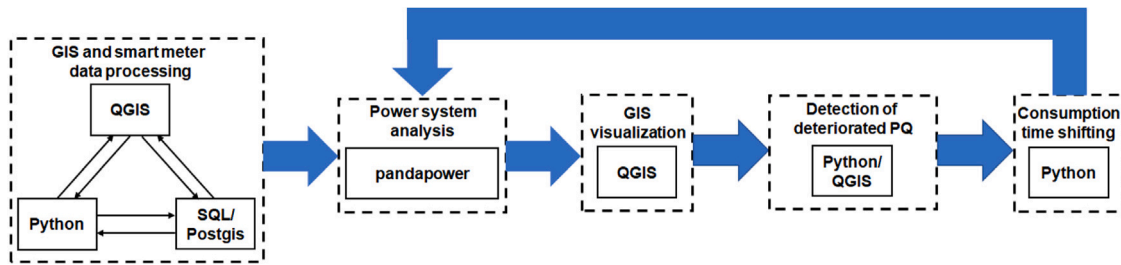 GIS and smart meter
data processing
QGIS
Python
SQL/
Postgis
Power system
analysis
pandapower
GIS
visualization
QGIS
Detection of
deteriorated PQ
Python/
QGIS
Consumption
time shifting
Python